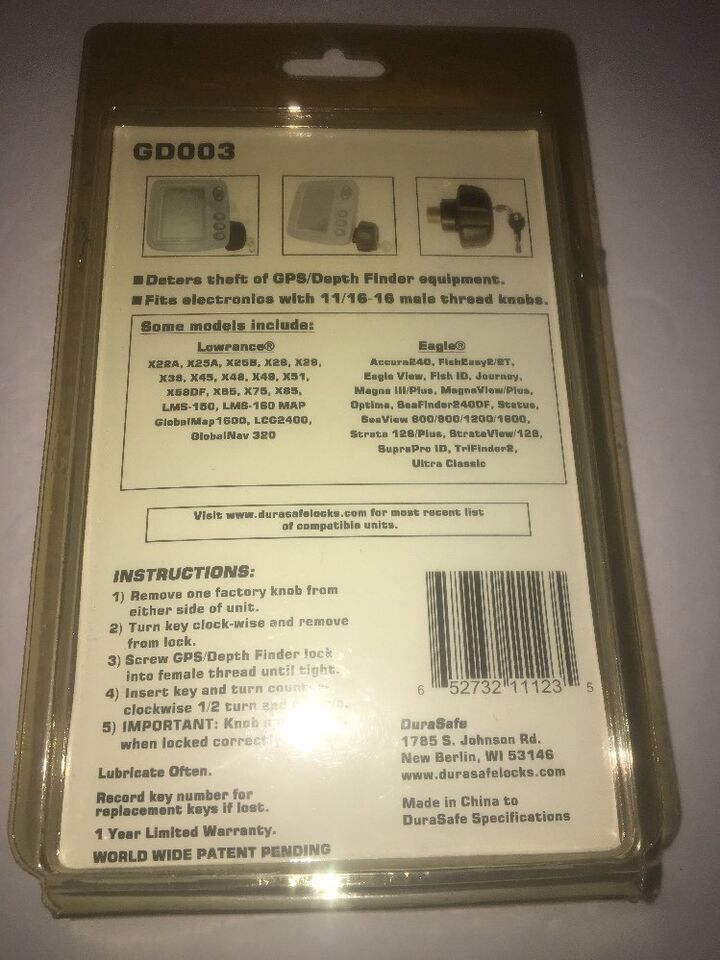 GD003
■ Deters theft of GPS/Depth Finder equipment.
■ Fits electronics with 11/16-16 male thread knobs.
Some models include:
Lowrance®
X22A, X25A, X25B, X26, X28,
X38, X45, X48, X49, X51,
X58DF, X65, X75, X85,
LMS-150, LMS-160 MAP
GlobalMap1600, LCG2400,
GlobalNav 320
Eagle®
Accura240, FishEasy2/2T,
Eagle View, Fish ID, Journey,
Magna III/Plus, MagnaView/Plus,
Optima, SeaFinder240DF, Status,
SeaView 600/800/1200/1600,
Strata 128/Plus, StrataView/128,
SupraPro ID, TriFinder2,
Ultra Classic
Visit www.durasafelocks.com for most recent list
of compatible units.
INSTRUCTIONS:
1) Remove one factory knob from
either side of unit.
2) Turn key clock-wise and remove
from lock.
3) Screw GPS/Depth Finder lock
into female thread until tight.
4) Insert key and turn counter-
clockwise 1/2 turn and
5) IMPORTANT: Knob
when locked correctly
Lubricate Often.
Record key number for
replacement keys if lost.
1 Year Limited Warranty.
WORLD WIDE PATENT PENDING
6 52732 11123 5
DuraSafe
1785 S. Johnson Rd.
New Berlin, WI 53146
www.durasafelocks.com
Made in China to
DuraSafe Specifications